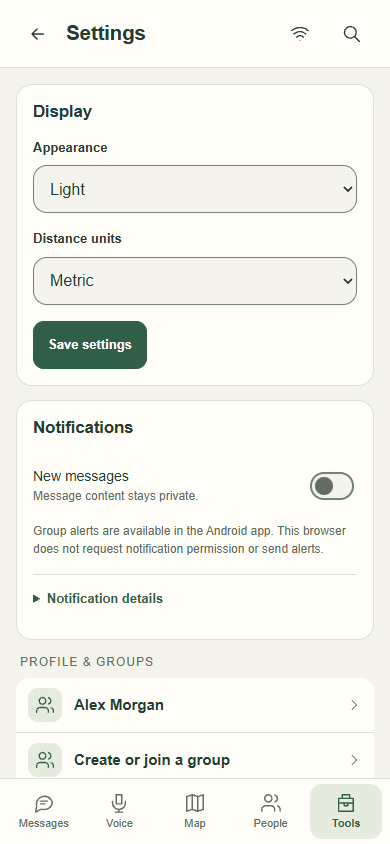 Settings
Display
Appearance
Light
Distance units
Metric
Save settings
Notifications
New messages
Message content stays private.
Group alerts are available in the Android app. This browser
does not request notification permission or send alerts.
Notification details
PROFILE & GROUPS
Alex Morgan
Create or join a group
Messages
Voice
Map
People
Tools